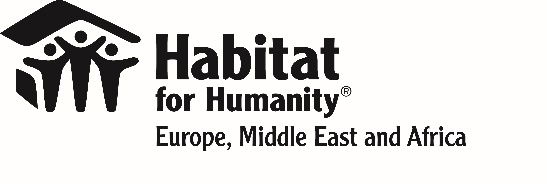 Habitat
for Humanity®
Europe, Middle East and Africa